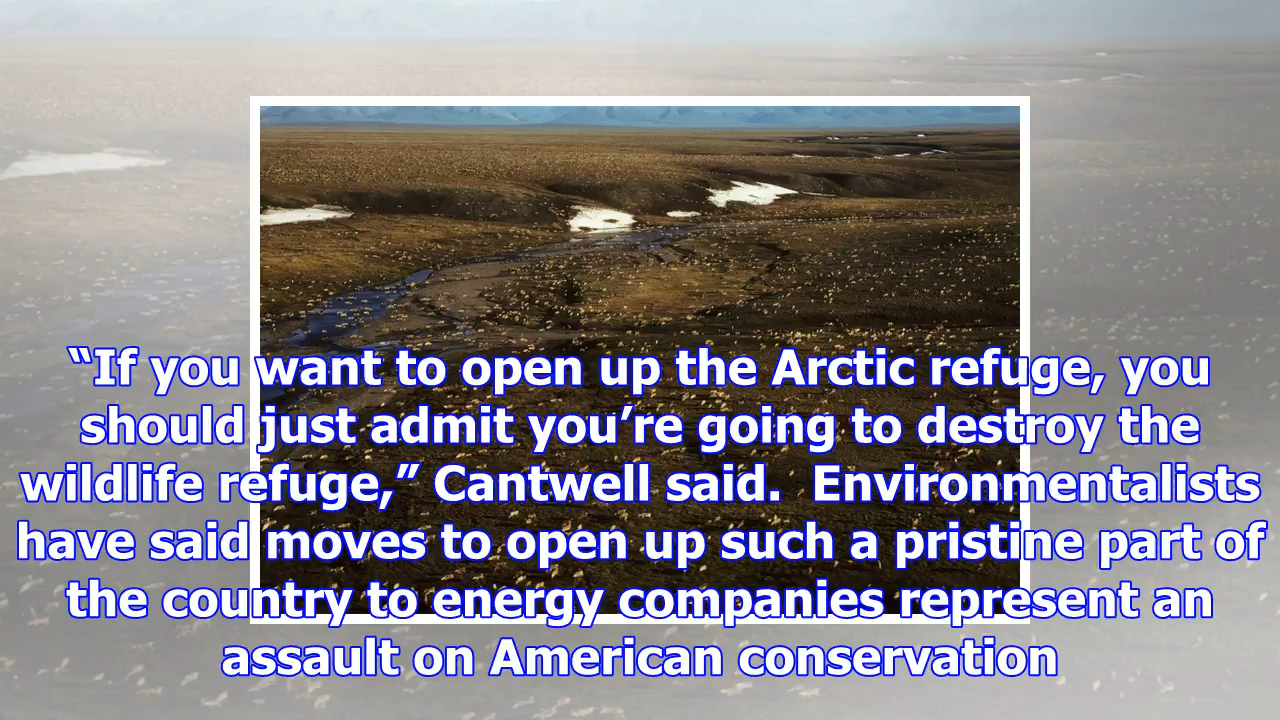 “If you want to open up the Arctic refuge, you
should just admit you’re going to destroy the
wildlife refuge,” Cantwell said.  Environmentalists
have said moves to open up such a pristine part of
the country to energy companies represent an
assault on American conservation